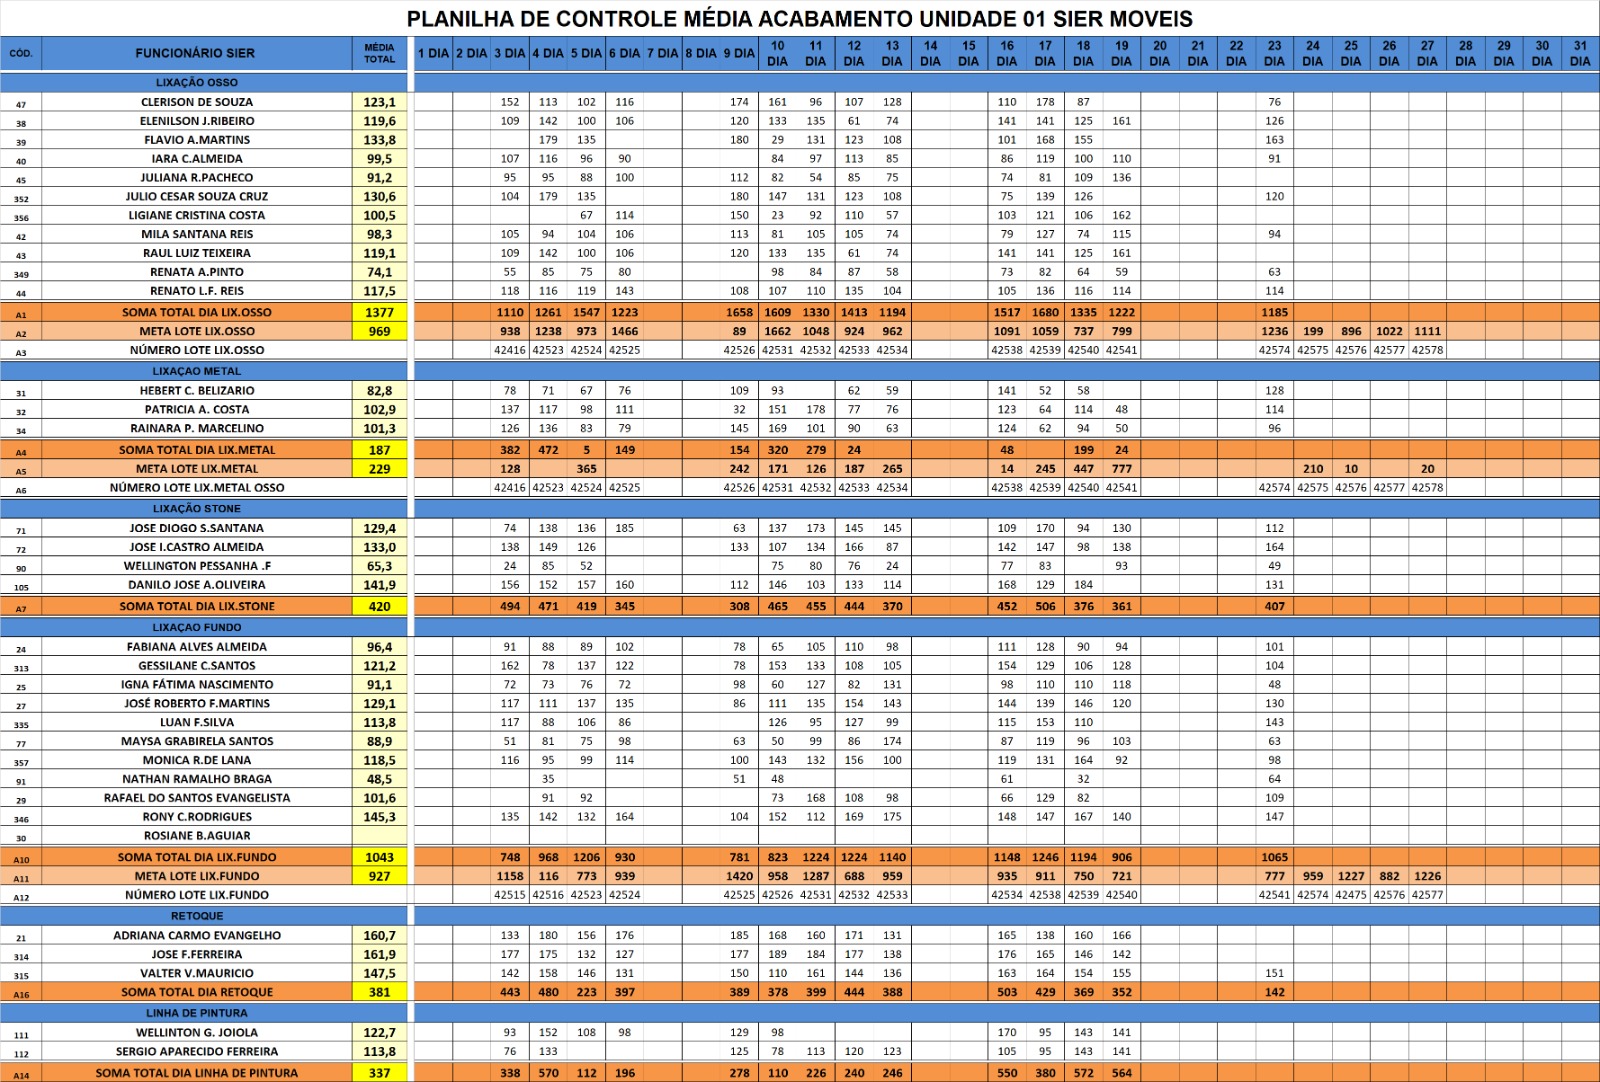 PLANILHA DE CONTROLE MÉDIA ACABAMENTO UNIDADE 01 SIER MOVEIS
CÓD. FUNCIONÁRIO SIER MÉDIA TOTAL 1 DIA 2 DIA 3 DIA 4 DIA 5 DIA 6 DIA 7 DIA 8 DIA 9 DIA 10 DIA 11 DIA 12 DIA 13 DIA 14 DIA 15 DIA 16 DIA 17 DIA 18 DIA 19 DIA 20 DIA 21 DIA 22 DIA 23 DIA 24 DIA 25 DIA 26 DIA 27 DIA 28 DIA 29 DIA 30 DIA 31 DIA
LIXAÇÃO OSSO
47 CLERISON DE SOUZA 123,1 152 113 102 116 174 161 96 107 128 110 178 87 76
38 ELENILSON J.RIBEIRO 119,6 109 142 100 106 120 133 135 61 74 141 141 125 161 126
39 FLAVIO A.MARTINS 133,8 179 135 180 29 131 123 108 101 168 155 163
40 IARA C.ALMEIDA 99,5 107 116 96 90 84 97 113 85 86 119 100 110 91
45 JULIANA R.PACHECO 91,2 95 95 88 100 112 82 54 85 75 74 81 109 136
352 JULIO CESAR SOUZA CRUZ 130,6 104 179 135 180 147 131 123 108 75 139 126 120
356 LIGIANE CRISTINA COSTA 100,5 67 114 150 23 92 110 57 103 121 106 162
42 MILA SANTANA REIS 98,3 105 94 104 106 113 81 105 105 74 79 127 74 115 94
43 RAUL LUIZ TEIXEIRA 119,1 109 142 100 106 120 133 135 61 74 141 141 125 161
349 RENATA A.PINTO 74,1 55 85 75 80 98 84 87 58 73 82 64 59 63
44 RENATO L.F. REIS 117,5 118 116 119 143 108 107 110 135 104 105 136 116 114 114
A1 SOMA TOTAL DIA LIX.OSSO 1377 1110 1261 1547 1223 1658 1609 1330 1413 1194 1517 1680 1335 1222 1185
A2 META LOTE LIX.OSSO 969 938 1238 973 1466 89 1662 1048 924 962 1091 1059 737 799 1236 199 896 1022 1111
A3 NÚMERO LOTE LIX.OSSO 42416 42523 42524 42525 42526 42531 42532 42533 42534 42538 42539 42540 42541 42574 42575 42576 42577 42578
LIXAÇAO METAL
31 HEBERT C. BELIZARIO 82,8 78 71 67 76 109 93 62 59 141 52 58 128
32 PATRICIA A. COSTA 102,9 137 117 98 111 32 151 178 77 76 123 64 114 48 114
34 RAINARA P. MARCELINO 101,3 126 136 83 79 145 169 101 90 63 124 62 94 50 96
A4 SOMA TOTAL DIA LIX.METAL 187 382 472 5 149 154 320 279 24 48 199 24
A5 META LOTE LIX.METAL 229 128 365 242 171 126 187 265 14 245 447 777 210 10 20
A6 NÚMERO LOTE LIX.METAL OSSO 42416 42523 42524 42525 42526 42531 42532 42533 42534 42538 42539 42540 42541 42574 42575 42576 42577 42578
LIXAÇÃO STONE
71 JOSE DIOGO S.SANTANA 129,4 74 138 136 185 63 137 173 145 145 109 170 94 130 112
72 JOSE I.CASTRO ALMEIDA 133,0 138 149 126 133 107 134 166 87 142 147 98 138 164
90 WELLINGTON PESSANHA .F 65,3 24 85 52 75 80 76 24 77 83 93 49
105 DANILO JOSE A.OLIVEIRA 141,9 156 152 157 160 112 146 103 133 114 168 129 184 131
A7 SOMA TOTAL DIA LIX.STONE 420 494 471 419 345 308 465 455 444 370 452 506 376 361 407
LIXAÇAO FUNDO
24 FABIANA ALVES ALMEIDA 96,4 91 88 89 102 78 65 105 110 98 111 128 90 94 101
313 GESSILANE C.SANTOS 121,2 162 78 137 122 78 153 133 108 105 154 129 106 128 104
25 IGNA FÁTIMA NASCIMENTO 91,1 72 73 76 72 98 60 127 82 131 98 110 110 118 48
27 JOSÉ ROBERTO F.MARTINS 129,1 117 111 137 135 86 111 135 154 143 144 139 146 120 130
335 LUAN F.SILVA 113,8 117 88 106 86 126 95 127 99 115 153 110 143
77 MAYSA GRABIRELA SANTOS 88,9 51 81 75 98 63 50 99 86 174 87 119 96 103 63
357 MONICA R.DE LANA 118,5 116 95 99 114 100 143 132 156 100 119 131 164 92 98
91 NATHAN RAMALHO BRAGA 48,5 35 51 48 61 32 64
29 RAFAEL DO SANTOS EVANGELISTA 101,6 91 92 73 168 108 98 66 129 82 109
346 RONY C.RODRIGUES 145,3 135 142 132 164 104 152 112 169 175 148 147 167 140 147
30 ROSIANE B.AGUIAR
A10 SOMA TOTAL DIA LIX.FUNDO 1043 748 968 1206 930 781 823 1224 1224 1140 1148 1246 1194 906 1065
A11 META LOTE LIX.FUNDO 927 1158 116 773 939 1420 958 1287 688 959 935 911 750 721 777 959 1227 882 1226
A12 NÚMERO LOTE LIX.FUNDO 42515 42516 42523 42524 42525 42526 42531 42532 42533 42534 42538 42539 42540 42541 42574 42475 42576 42577
RETOQUE
21 ADRIANA CARMO EVANGELHO 160,7 133 180 156 176 185 168 160 171 131 165 138 160 166
314 JOSE F.FERREIRA 161,9 177 175 132 127 177 189 184 177 138 176 165 146 142
315 VALTER V.MAURICIO 147,5 142 158 146 131 150 110 161 144 136 163 164 154 155 151
A16 SOMA TOTAL DIA RETOQUE 381 443 480 223 397 389 378 399 444 388 503 429 369 352 142
LINHA DE PINTURA
111 WELLINTON G. JOIOLA 122,7 93 152 108 98 129 98 170 95 143 141
112 SERGIO APARECIDO FERREIRA 113,8 76 133 125 78 113 120 123 105 95 143 141
A14 SOMA TOTAL DIA LINHA DE PINTURA 337 338 570 112 196 278 110 226 240 246 550 380 572 564